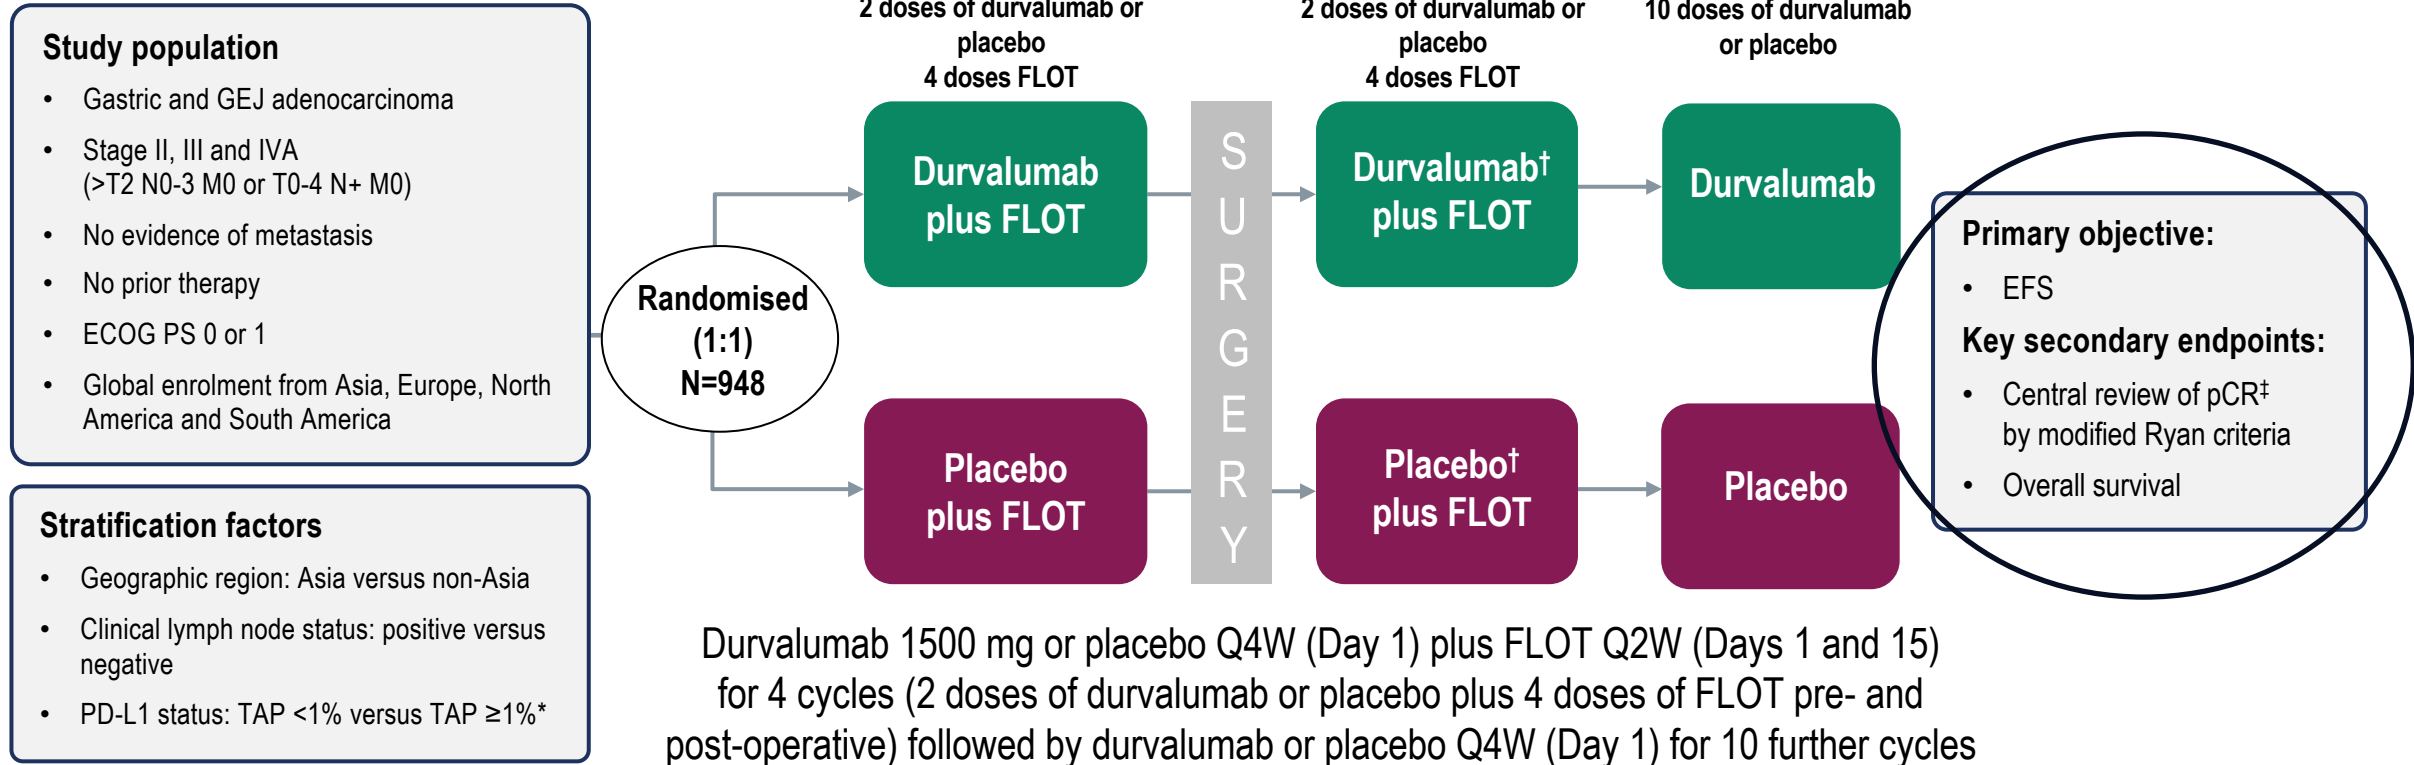 Study population
• Gastric and GEJ adenocarcinoma
• Stage II, III and IVA
(>T2 N0-3 M0 or T0-4 N+ M0)
• No evidence of metastasis
• No prior therapy
• ECOG PS 0 or 1
• Global enrolment from Asia, Europe, North
America and South America
Stratification factors
• Geographic region: Asia versus non-Asia
• Clinical lymph node status: positive versus
negative
• PD-L1 status: TAP <1% versus TAP ≥1%*
Randomised
(1:1)
N=948
2 doses of durvalumab or
placebo
4 doses FLOT
Durvalumab
plus FLOT
Placebo
plus FLOT
SURGERY
2 doses of durvalumab or
placebo
4 doses FLOT
Durvalumab†
plus FLOT
Placebo†
plus FLOT
10 doses of durvalumab
or placebo
Durvalumab
Placebo
Primary objective:
• EFS
Key secondary endpoints:
• Central review of pCR‡
by modified Ryan criteria
• Overall survival
Durvalumab 1500 mg or placebo Q4W (Day 1) plus FLOT Q2W (Days 1 and 15)
for 4 cycles (2 doses of durvalumab or placebo plus 4 doses of FLOT pre- and
post-operative) followed by durvalumab or placebo Q4W (Day 1) for 10 further cycles